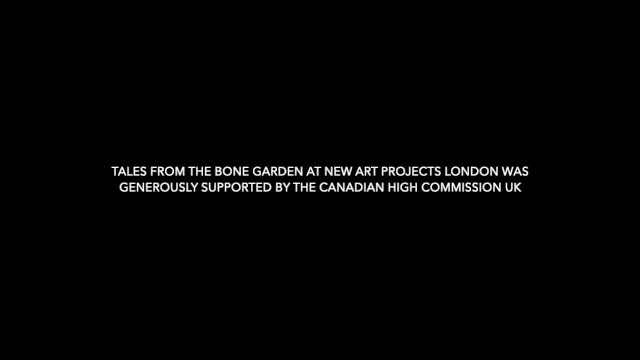 TALES FROM THE BONE GARDEN AT NEW ART PROJECTS LONDON WAS
GENEROUSLY SUPPORTED BY THE CANADIAN HIGH COMMISSION UK